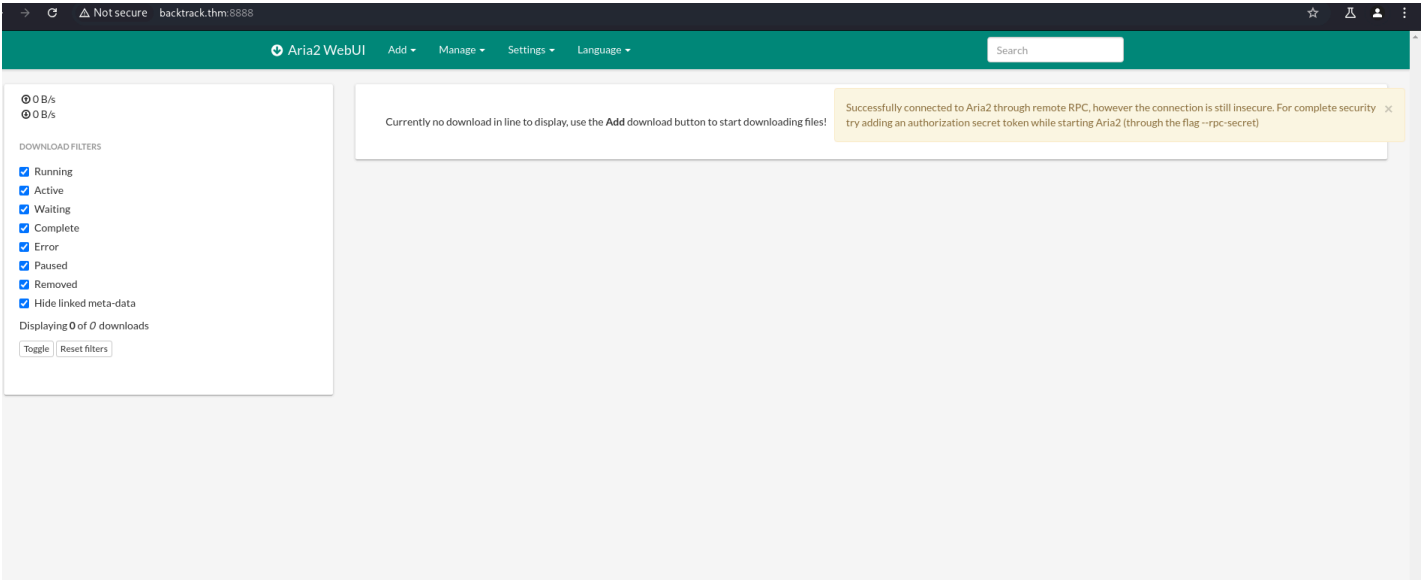 Not secure backtrack.thm:8888
Aria2 WebUI Add Manage Settings Language Search
0 B/s
0 B/s
DOWNLOAD FILTERS
Running
Active
Waiting
Complete
Error
Paused
Removed
Hide linked meta-data
Displaying 0 of 0 downloads
Toggle Reset filters
Currently no download in line to display, use the Add download button to start downloading files!
Successfully connected to Aria2 through remote RPC, however the connection is still insecure. For complete security
try adding an authorization secret token while starting Aria2 (through the flag --rpc-secret)